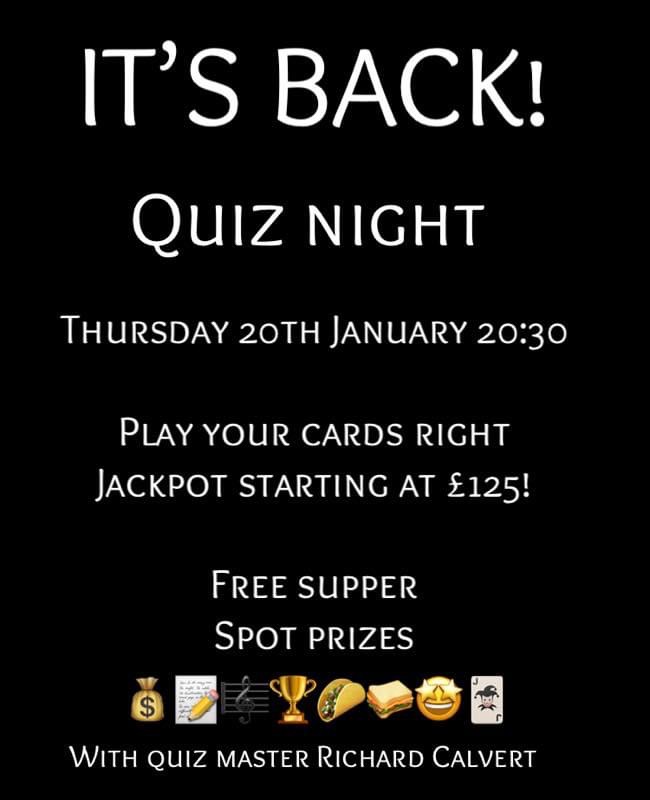 IT'S BACK!
Quiz night
Thursday 20th January 20:30
Play your cards right
Jackpot starting at £125!
Free supper
Spot prizes
With quiz master Richard Calvert